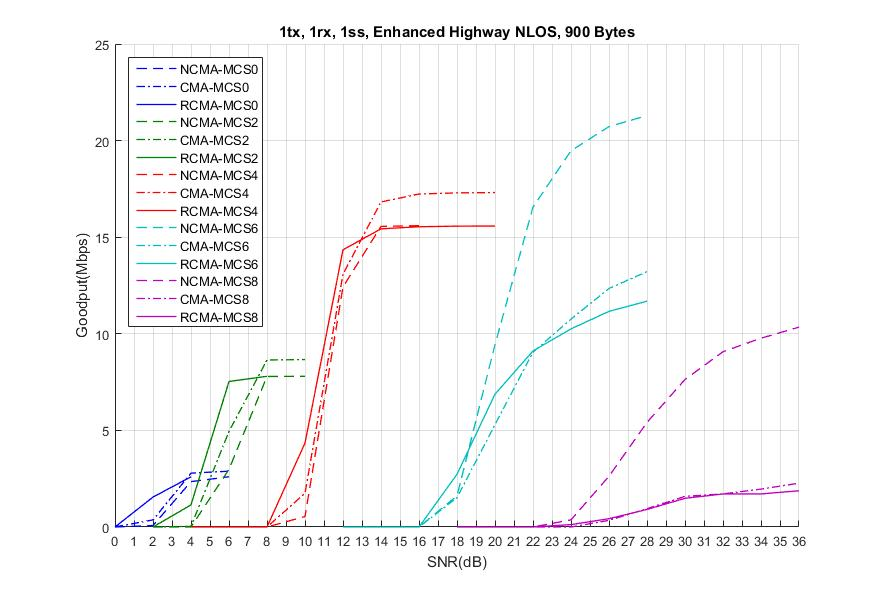 1tx, 1rx, 1ss, Enhanced Highway NLOS, 900 Bytes
25
20
15
10
5
0
Goodput(Mbps)
NCMA-MCS0
CMA-MCS0
RCMA-MCS0
NCMA-MCS2
CMA-MCS2
RCMA-MCS2
NCMA-MCS4
CMA-MCS4
RCMA-MCS4
NCMA-MCS6
CMA-MCS6
RCMA-MCS6
NCMA-MCS8
CMA-MCS8
RCMA-MCS8
0 1 2 3 4 5 6 7 8 9 10 11 12 13 14 15 16 17 18 19 20 21 22 23 24 25 26 27 28 29 30 31 32 33 34 35 36
SNR(dB)